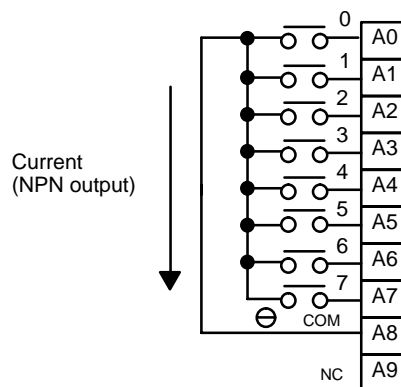 0 A0
1 A1
2 A2
3 A3
Current
(NPN output)
4 A4
5 A5
6 A6
7 A7
COM A8
NC A9